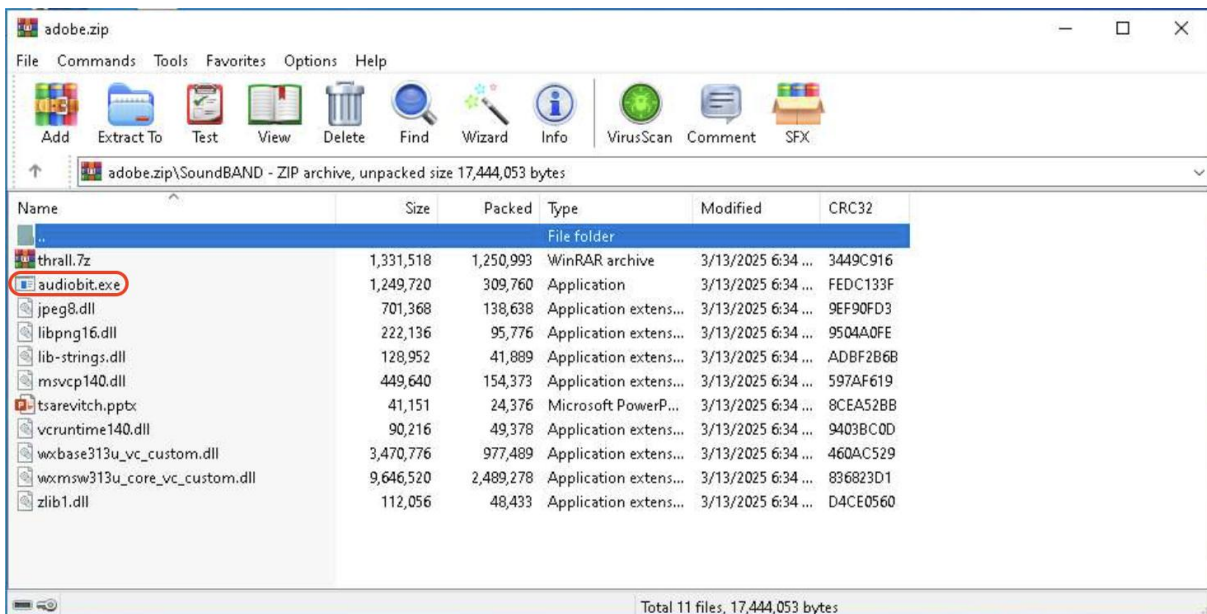 adobe.zip
File Commands Tools Favorites Options Help
Add Extract To Test View Delete Find Wizard Info VirusScan Comment SFX
adobe.zip\SoundBAND - ZIP archive, unpacked size 17,444,053 bytes
Name Size Packed Type Modified CRC32
.. File folder
thrall.7z 1,331,518 1,250,993 WinRAR archive 3/13/2025 6:34 ... 3449C916
audiobit.exe 1,249,720 309,760 Application 3/13/2025 6:34 ... FEDC133F
jpeg8.dll 701,368 138,638 Application extens... 3/13/2025 6:34 ... 9EF90FD3
libpng16.dll 222,136 95,776 Application extens... 3/13/2025 6:34 ... 9504A0FE
lib-strings.dll 128,952 41,889 Application extens... 3/13/2025 6:34 ... ADBF2B6B
msvcp140.dll 449,640 154,373 Application extens... 3/13/2025 6:34 ... 597AF619
tsarevitch.pptx 41,151 24,376 Microsoft PowerP... 3/13/2025 6:34 ... 8CEA52BB
vcruntime140.dll 90,216 49,378 Application extens... 3/13/2025 6:34 ... 9403BC0D
wxbase313u_vc_custom.dll 3,470,776 977,489 Application extens... 3/13/2025 6:34 ... 460AC529
wxmsw313u_core_vc_custom.dll 9,646,520 2,489,278 Application extens... 3/13/2025 6:34 ... 836823D1
zlib1.dll 112,056 48,433 Application extens... 3/13/2025 6:34 ... D4CE0560
Total 11 files, 17,444,053 bytes